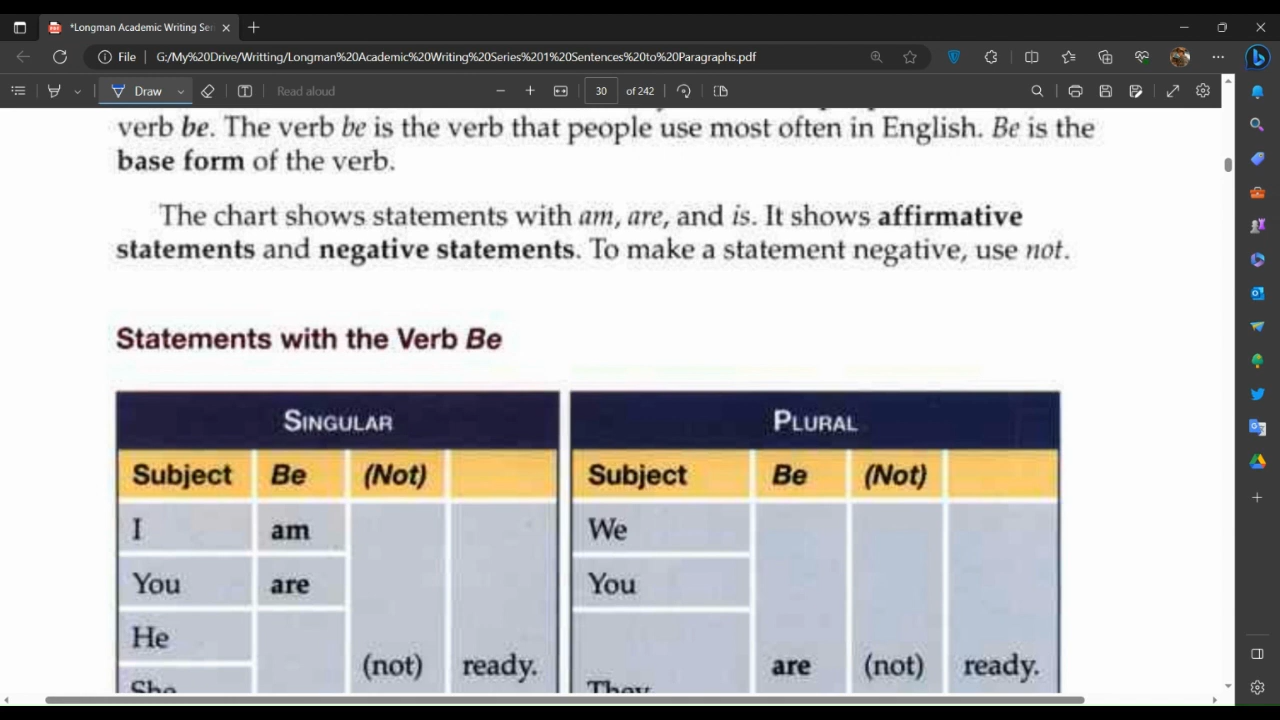 *Longman Academic Writing Ser
File G:/My%20Drive/Writting/Longman%20Academic%20Writing%20Series%201%20Sentences%20to%20Paragraphs.pdf
Draw Read aloud 30 of 242
verb be. The verb be is the verb that people use most often in English. Be is the
base form of the verb.
The chart shows statements with am, are, and is. It shows affirmative
statements and negative statements. To make a statement negative, use not.
Statements with the Verb Be
SINGULAR PLURAL
Subject Be (Not) Subject Be (Not)
I am We
You are You
He
(not) ready. are (not) ready.
She They